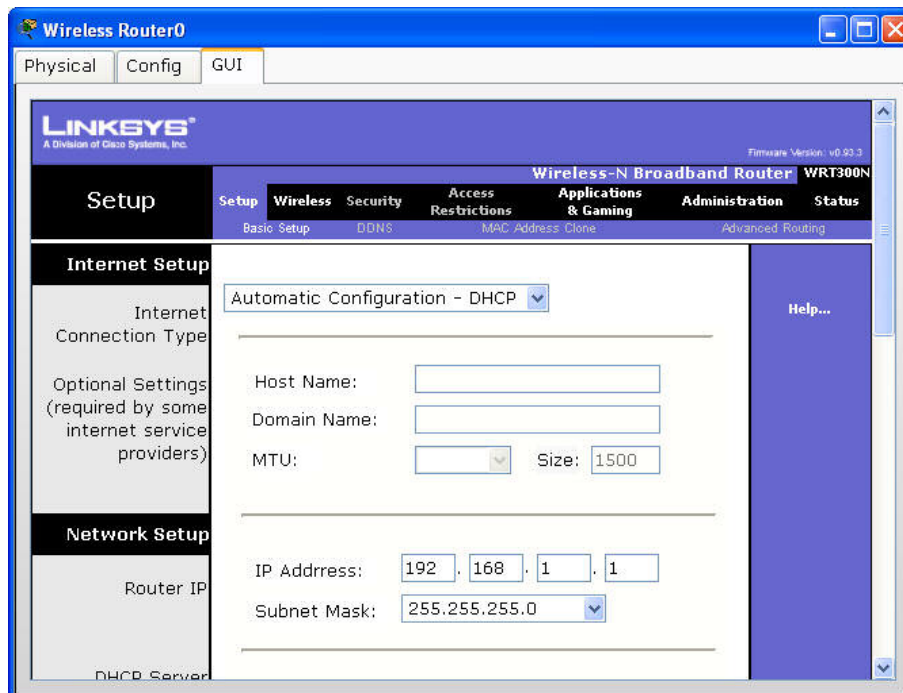 Wireless Router0
Physical Config GUI
LINKSYS®
A Division of Cisco Systems, Inc.
Firmware Version: v0.93.3
Wireless-N Broadband Router WRT300N
Setup
Setup Wireless Security Access Restrictions Applications & Gaming Administration Status
Basic Setup DDNS MAC Address Clone Advanced Routing
Internet Setup
Internet
Connection Type
Automatic Configuration - DHCP
Help...
Optional Settings
(required by some
internet service
providers)
Host Name:
Domain Name:
MTU: Size: 1500
Network Setup
Router IP
IP Addrress: 192 . 168 . 1 . 1
Subnet Mask: 255.255.255.0
DHCP Server